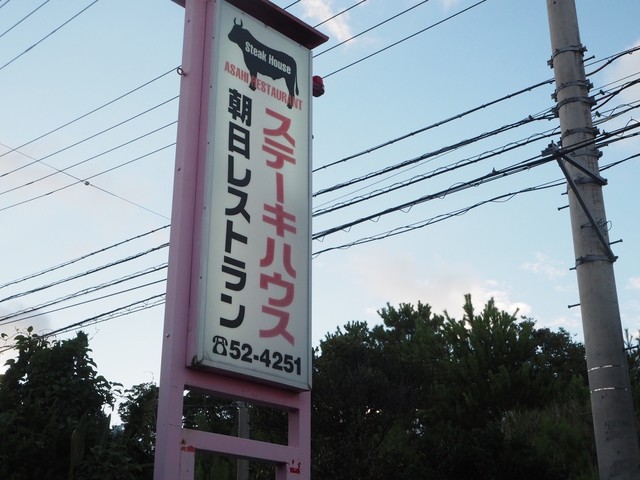 Steak House
ASAHI RESTAURANT
ステーキハウス
朝日レストラン
☎52-4251